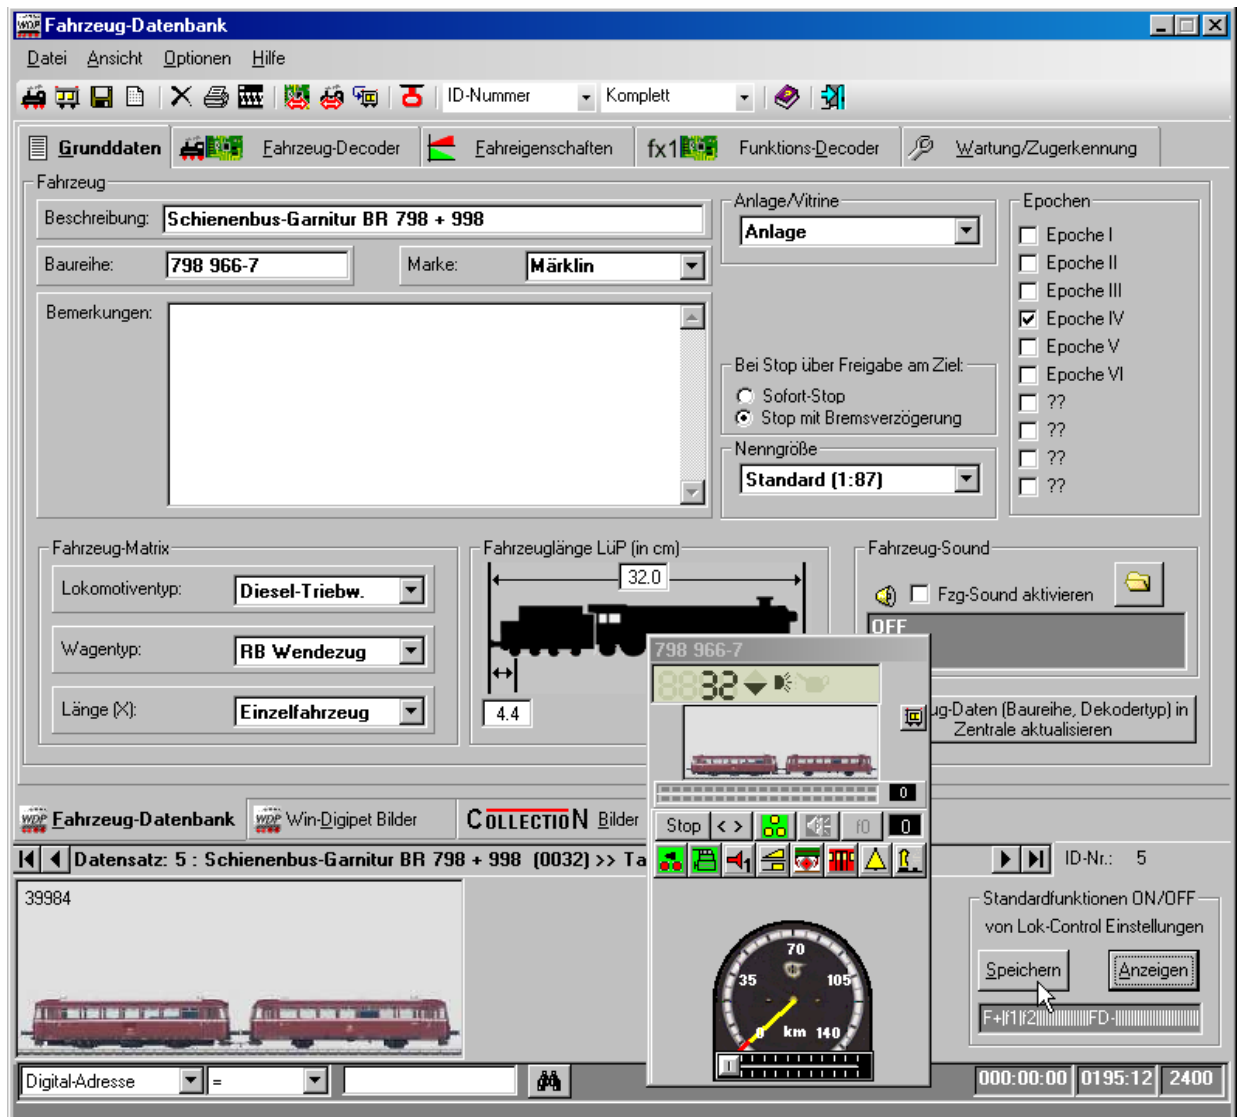 WDP Fahrzeug-Datenbank
Datei Ansicht Optionen Hilfe
ID-Nummer Komplett
Grunddaten Fahrzeug-Decoder Fahreigenschaften fx1 Funktions-Decoder Wartung/Zugerkennung
Fahrzeug
Beschreibung: Schienenbus-Garnitur BR 798 + 998
Baureihe: 798 966-7 Marke: Märklin
Bemerkungen:
Anlage/Vitrine
Anlage
Bei Stop über Freigabe am Ziel:
Sofort-Stop
Stop mit Bremsverzögerung
Nenngröße
Standard (1:87)
Epochen
Epoche I
Epoche II
Epoche III
Epoche IV
Epoche V
Epoche VI
??
??
??
??
Fahrzeug-Matrix
Lokomotiventyp: Diesel-Triebw.
Wagentyp: RB Wendezug
Länge (X): Einzelfahrzeug
Fahrzeuglänge LüP (in cm)
32.0
4.4
Fahrzeug-Sound
Fzg-Sound aktivieren
OFF
ug-Daten (Baureihe, Dekodertyp) in
Zentrale aktualisieren
798 966-7
32
0
Stop < > f0 0
1
70
35 105
0 km 140
WDP Fahrzeug-Datenbank WDP Win-Digipet Bilder COLLECTION Bilder
Datensatz: 5 : Schienenbus-Garnitur BR 798 + 998 (0032) >> Ta
ID-Nr.: 5
39984
Standardfunktionen ON/OFF
von Lok-Control Einstellungen
Speichern Anzeigen
F+|f1|f2||||||||||||FD-||||||||||||||||||
Digital-Adresse =
000:00:00 0195:12 2400